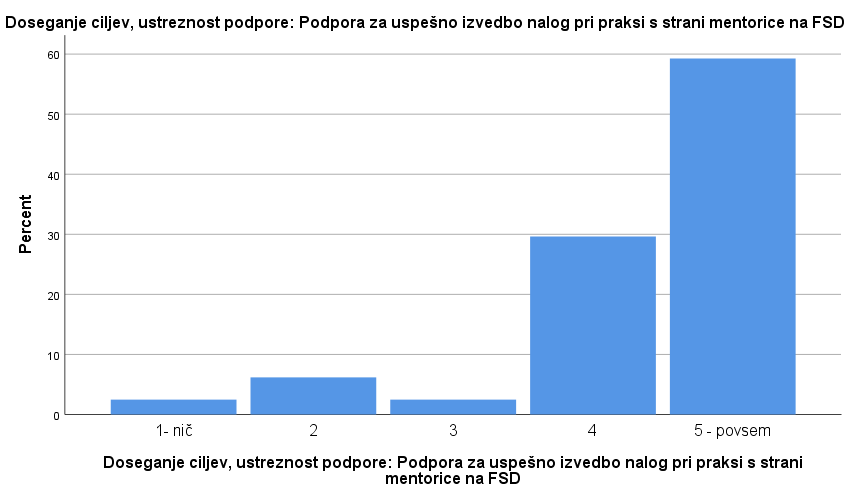 Doseganje ciljev, ustreznost podpore: Podpora za uspešno izvedbo nalog pri praksi s strani mentorice na FSD
60
50
40
30
20
10
0
Percent
1- nič
2
3
4
5 - povsem
Doseganje ciljev, ustreznost podpore: Podpora za uspešno izvedbo nalog pri praksi s strani
mentorice na FSD